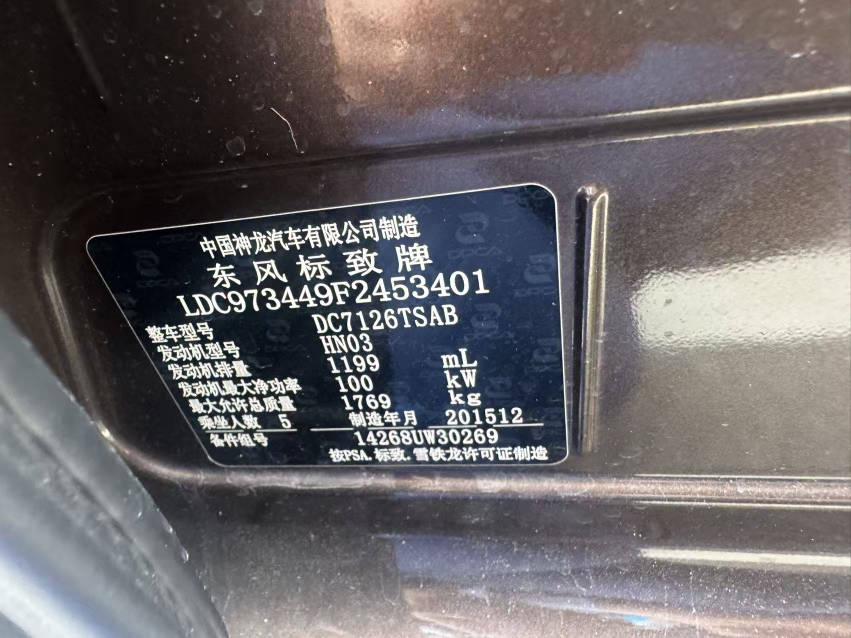 中国神龙汽车有限公司制造
东风标致牌
LDC973449F2453401
整车型号 DC7126TSAB
发动机型号 HN03
发动机排量 1199 mL
发动机最大净功率 100 kW
最大允许总质量 1769 kg
乘坐人数 5 制造年月 201512
备件组号 14268UW30269
按PSA.标致.雪铁龙许可证制造